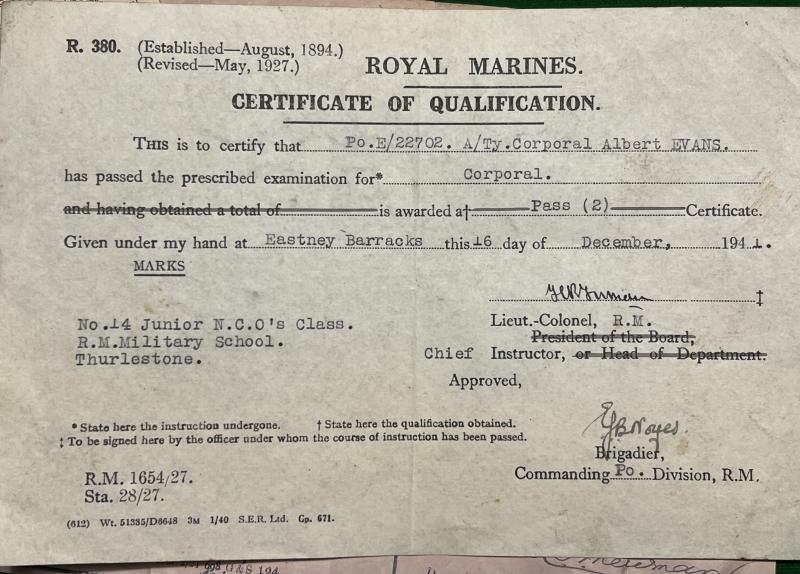 R. 380. (Established—August, 1894.)
(Revised—May, 1927.)
ROYAL MARINES.
CERTIFICATE OF QUALIFICATION.
THIS is to certify that Po.E/22702. A/Ty.Corporal Albert EVANS.
has passed the prescribed examination for* Corporal.
and having obtained a total of is awarded a† Pass (2) Certificate.
Given under my hand at Eastney Barracks this 16 day of December, 1941.
MARKS
‡
No.14 Junior N.C.O's Class.
R.M.Military School.
Thurlestone.
Lieut.-Colonel, R.M.
President of the Board,
Chief Instructor, or Head of Department.
Approved,
* State here the instruction undergone. † State here the qualification obtained.
‡ To be signed here by the officer under whom the course of instruction has been passed.
EJBNoyes.
Brigadier,
Commanding Po. Division, R.M.
R.M. 1654/27.
Sta. 28/27.
(612) Wt. 51335/D6648 3M 1/40 S.E.R. Ltd. Gp. 671.